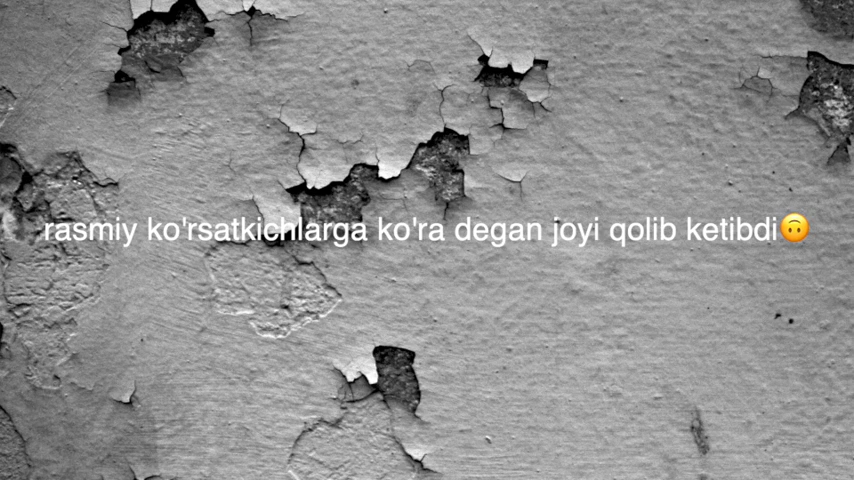 rasmiy ko'rsatkichlarga ko'ra degan joyi qolib ketibdi🙃